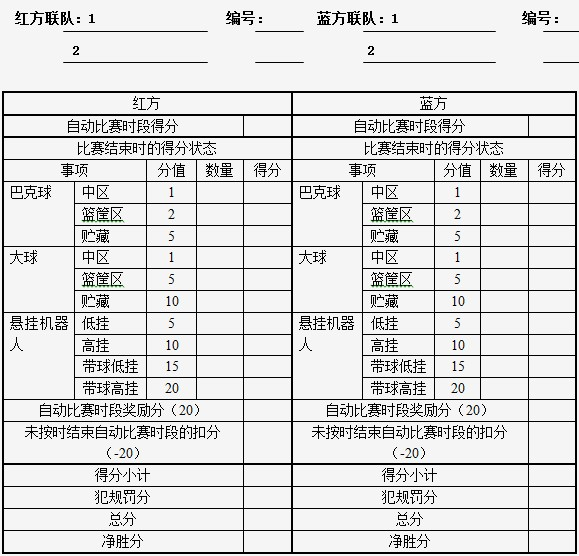 红方联队：1 编号： 蓝方联队：1 编号：
2 2
红方 蓝方
自动比赛时段得分 自动比赛时段得分
比赛结束时的得分状态 比赛结束时的得分状态
事项 分值 数量 得分 事项 分值 数量 得分
巴克球 中区 1 巴克球 中区 1
篮筐区 2 篮筐区 2
贮藏 5 贮藏 5
大球 中区 1 大球 中区 1
篮筐区 5 篮筐区 5
贮藏 10 贮藏 10
悬挂机器 低挂 5 悬挂机器 低挂 5
人 高挂 10 人 高挂 10
带球低挂 15 带球低挂 15
带球高挂 20 带球高挂 20
自动比赛时段奖励分（20） 自动比赛时段奖励分（20）
未按时结束自动比赛时段的扣分 未按时结束自动比赛时段的扣分
（-20） （-20）
得分小计 得分小计
犯规罚分 犯规罚分
总分 总分
净胜分 净胜分